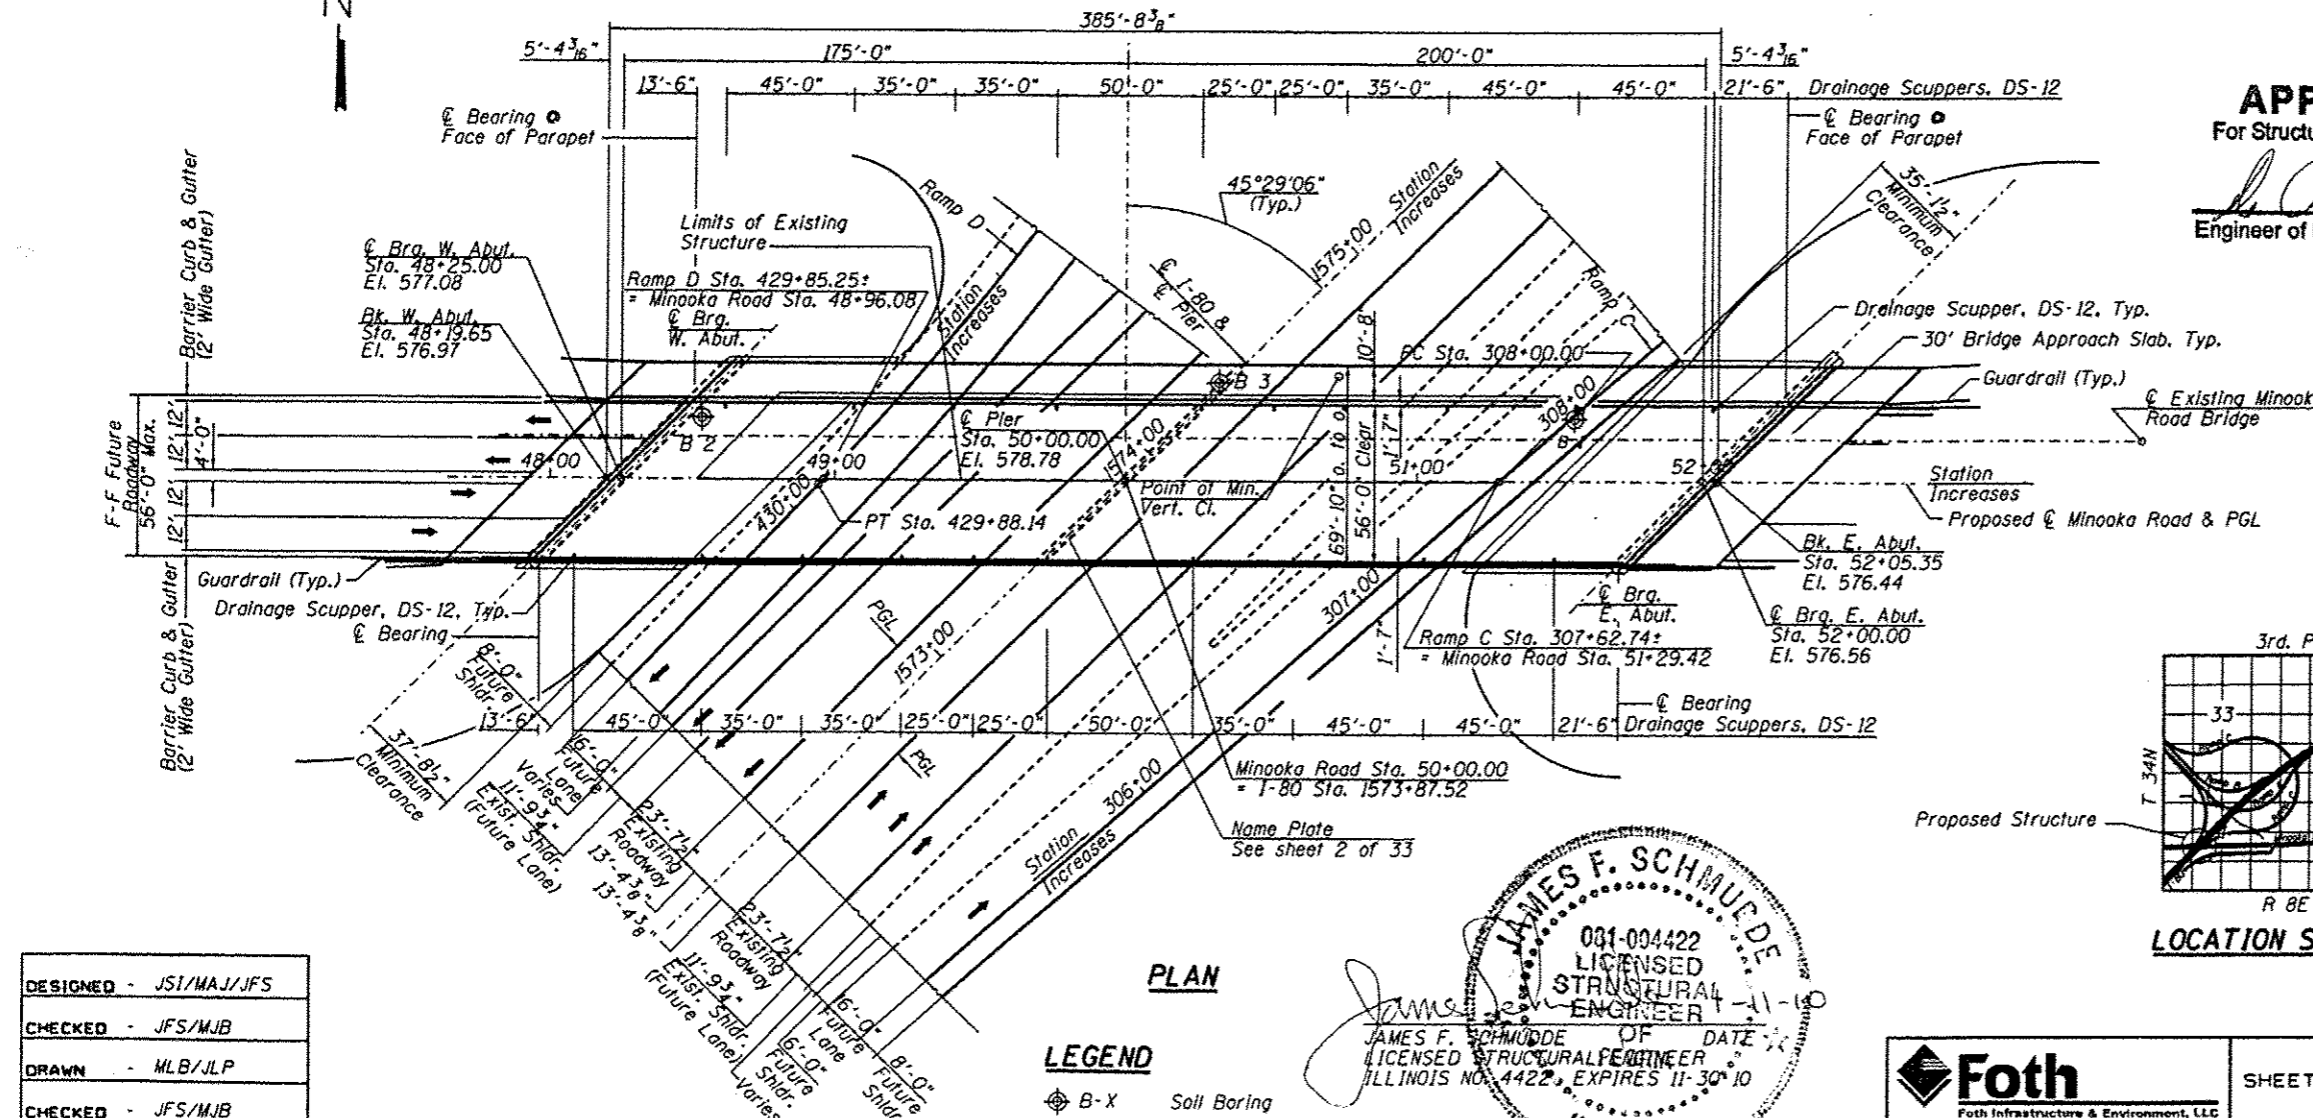 385'-8 3/8"
5'-4 3/16"
175'-0"
200'-0"
5'-4 3/16"
13'-6"
45'-0"
35'-0"
35'-0"
50'-0"
25'-0"
25'-0"
35'-0"
45'-0"
45'-0"
21'-6"
Drainage Scuppers, DS-12
℄ Bearing @
Face of Parapet
℄ Bearing @
Face of Parapet
APP
For Structu
Engineer of
Barrier Curb & Gutter
(2' Wide Gutter)
℄ Brg. W. Abut.
Sta. 48+25.00
El. 577.08
Bk. W. Abut.
Sta. 48+19.65
El. 576.97
Limits of Existing
Structure
Ramp D
Ramp D Sta. 429+85.25±
= Minooka Road Sta. 48+96.08
℄ Brg.
W. Abut.
Station
Increases
45°29'06"
(Typ.)
Station
Increases
1575+00
℄ I-80 &
℄ Pier
35'-1 1/2"
Minimum
Clearance
Ramp C
Drainage Scupper, DS-12, Typ.
30' Bridge Approach Slab, Typ.
Guardrail (Typ.)
℄ Existing Minook
Road Bridge
PC Sta. 308+00.00
308+00
10'-8"
B 3
B 2
B
F-F Future
Roadway
56'-0" Max.
12'
12'
12'
12'
4'-0"
48+00
49+00
430+00
℄ Pier
Sta. 50+00.00
El. 578.78
1574+00
Point of Min.
Vert. Cl.
69'-10" o. to o.
56'-0" Clear
1'-7"
51+00
52
Station
Increases
Proposed ℄ Minooka Road & PGL
PT Sta. 429+88.14
Bk. E. Abut.
Sta. 52+05.35
El. 576.44
℄ Brg. E. Abut.
Sta. 52+00.00
El. 576.56
Guardrail (Typ.)
Drainage Scupper, DS-12, Typ.
℄ Bearing
Barrier Curb & Gutter
(2' Wide Gutter)
PGL
1573+00
307+00
1'-7"
℄ Brg.
E. Abut.
Ramp C Sta. 307+62.74±
= Minooka Road Sta. 51+29.42
℄ Bearing
13'-6"
45'-0"
35'-0"
35'-0"
25'-0"
25'-0"
50'-0"
35'-0"
45'-0"
45'-0"
21'-6"
Drainage Scuppers, DS-12
8'-0"
Future
Shldr.
37'-8 1/2"
Minimum
Clearance
16'-0"
Future
Lane
Varies
11'-9 3/4"
Exist. Shldr.
(Future Lane)
23'-7 1/2"
Existing
Roadway
13'-4 3/8"
13'-4 3/8"
PGL
306+00
Station
Increases
Minooka Road Sta. 50+00.00
= I-80 Sta. 1573+87.52
Name Plate
See sheet 2 of 33
23'-7 1/2"
Existing
Roadway
11'-9 3/4"
Exist. Shldr.
(Future Lane)
16'-0"
Future
Lane
6'-0"
Future
Shldr.
Varies
8'-0"
Future
Shldr.
3rd. P
33
T 34N
R 8E
Proposed Structure
LOCATION S
PLAN
LEGEND
B-X Soil Boring
JAMES F. SCHMUDDE
081-004422
LICENSED
STRUCTURAL
ENGINEER
OF
JAMES F. SCHMUDDE DATE
LICENSED STRUCTURAL ENGINEER
ILLINOIS NO. 4422, EXPIRES 11-30-10
DESIGNED - JSI/MAJ/JFS
CHECKED - JFS/MJB
DRAWN - MLB/JLP
CHECKED - JFS/MJB
Foth
Foth Infrastructure & Environment, LLC
SHEET